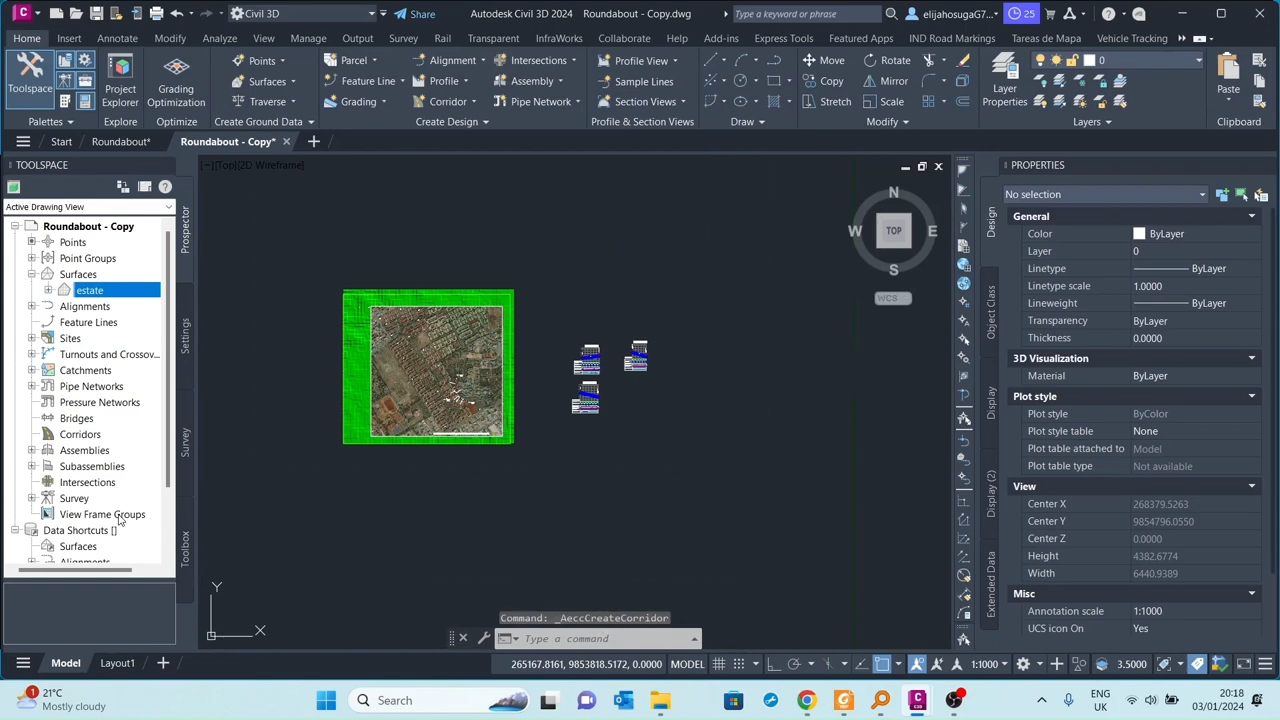 Civil 3D
Share
Autodesk Civil 3D 2025
Roundabout - Copy.dwg
Type a keyword or phrase
elijahosugaG7...
25
Home
Insert
Annotate
Modify
Analyze
View
Manage
Output
Survey
Rail
Transparent
InfraWorks
Collaborate
Help
Add-ins
Express Tools
Featured Apps
IND Road Markings
Tareas de Mapa
Vehicle Tracking
Toolspace
Project Explorer
Grading Optimization
Points
Surfaces
Traverse
Parcel
Feature Line
Grading
Alignment
Profile
Corridor
Intersections
Assembly
Pipe Network
Profile View
Sample Lines
Section Views
Move
Rotate
Copy
Mirror
Stretch
Scale
Layer Properties
0
Paste
Palettes
Explore
Optimize
Create Ground Data
Create Design
Profile & Section Views
Draw
Modify
Layers
Clipboard
Start
Roundabout*
Roundabout - Copy*
TOOLSPACE
Active Drawing View
Roundabout - Copy
Points
Point Groups
Surfaces
estate
Alignments
Feature Lines
Sites
Turnouts and Crossov...
Catchments
Pipe Networks
Pressure Networks
Bridges
Corridors
Assemblies
Subassemblies
Intersections
Survey
View Frame Groups
Data Shortcuts []
Surfaces
Alignments
Prospector
Settings
Survey
Toolbox
[−][Top][2D Wireframe]
N
W
TOP
E
S
WCS
Y
X
Command: _AeccCreateCorridor
Type a command
PROPERTIES
No selection
Design
Object Class
Display
Display (2)
Extended Data
General
Color ByLayer
Layer 0
Linetype ByLayer
Linetype scale 1.0000
Lineweight ByLayer
Transparency ByLayer
Thickness 0.0000
3D Visualization
Material ByLayer
Plot style
Plot style ByColor
Plot style table None
Plot table attached to Model
Plot table type Not available
View
Center X 268379.5263
Center Y 9854796.0550
Center Z 0.0000
Height 4382.6774
Width 6440.9389
Misc
Annotation scale 1:1000
UCS icon On Yes
Model
Layout1
265167.8161, 9853818.5172, 0.0000
MODEL
1:1000
3.5000
1
21°C
Mostly cloudy
Search
ENG
UK
20:18
03/01/2024